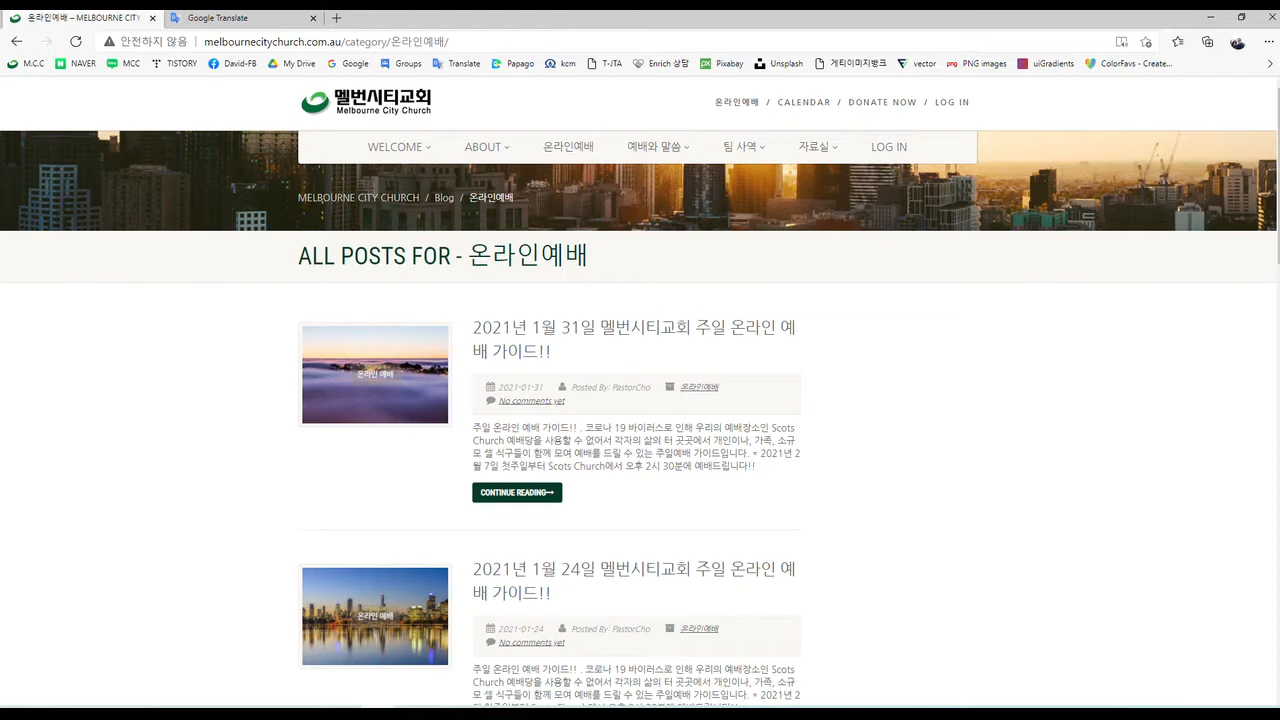 온라인예배 – MELBOURNE CITY
Google Translate
안전하지 않음
melbournecitychurch.com.au/category/온라인예배/
M.C.C
NAVER
MCC
TISTORY
David-FB
My Drive
Google
Groups
Translate
Papago
kcm
T-JTA
Enrich 상담
Pixabay
Unsplash
게티이미지뱅크
vector
PNG images
uiGradients
ColorFavs - Create...
멜번시티교회
Melbourne City Church
온라인예배 / CALENDAR / DONATE NOW / LOG IN
WELCOME
ABOUT
온라인예배
예배와 말씀
팀 사역
자료실
LOG IN
MELBOURNE CITY CHURCH / Blog / 온라인예배
ALL POSTS FOR - 온라인예배
온라인 예배
2021년 1월 31일 멜번시티교회 주일 온라인 예
배 가이드!!
2021-01-31 Posted By: PastorCho 온라인예배
No comments yet
주일 온라인 예배 가이드!! . 코로나 19 바이러스로 인해 우리의 예배장소인 Scots
Church 예배당을 사용할 수 없어서 각자의 삶의 터 곳곳에서 개인이나, 가족, 소규
모 셀 식구들이 함께 모여 예배를 드릴 수 있는 주일예배 가이드입니다. * 2021년 2
월 7일 첫주일부터 Scots Church에서 오후 2시 30분에 예배드립니다!!
CONTINUE READING
온라인 예배
2021년 1월 24일 멜번시티교회 주일 온라인 예
배 가이드!!
2021-01-24 Posted By: PastorCho 온라인예배
No comments yet
주일 온라인 예배 가이드!! . 코로나 19 바이러스로 인해 우리의 예배장소인 Scots
Church 예배당을 사용할 수 없어서 각자의 삶의 터 곳곳에서 개인이나, 가족, 소규
모 셀 식구들이 함께 모여 예배를 드릴 수 있는 주일예배 가이드입니다. * 2021년 2